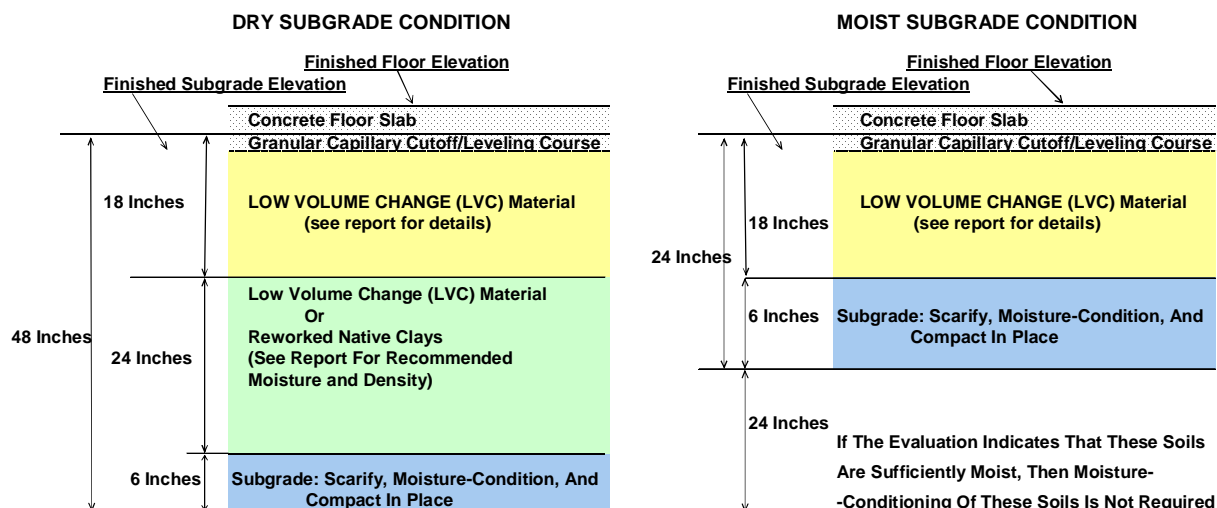 DRY SUBGRADE CONDITION
Finished Floor Elevation
Finished Subgrade Elevation
Concrete Floor Slab
Granular Capillary Cutoff/Leveling Course
18 Inches
LOW VOLUME CHANGE (LVC) Material
(see report for details)
48 Inches
24 Inches
Low Volume Change (LVC) Material
Or
Reworked Native Clays
(See Report For Recommended
Moisture and Density)
6 Inches
Subgrade: Scarify, Moisture-Condition, And
Compact In Place
MOIST SUBGRADE CONDITION
Finished Floor Elevation
Finished Subgrade Elevation
Concrete Floor Slab
Granular Capillary Cutoff/Leveling Course
LOW VOLUME CHANGE (LVC) Material
(see report for details)
18 Inches
24 Inches
6 Inches
Subgrade: Scarify, Moisture-Condition, And
Compact In Place
24 Inches
If The Evaluation Indicates That These Soils
Are Sufficiently Moist, Then Moisture-
-Conditioning Of These Soils Is Not Required